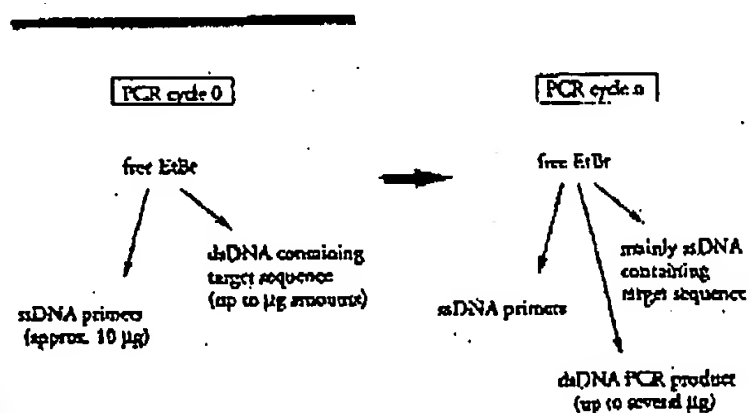 PCR cycle 0
free EtBr
dsDNA containing
target sequence
(up to µg amounts)
ssDNA primers
(approx. 10 µg)
PCR cycle n
free EtBr
mainly ssDNA
containing
target sequence
ssDNA primers
dsDNA PCR product
(up to several µg)